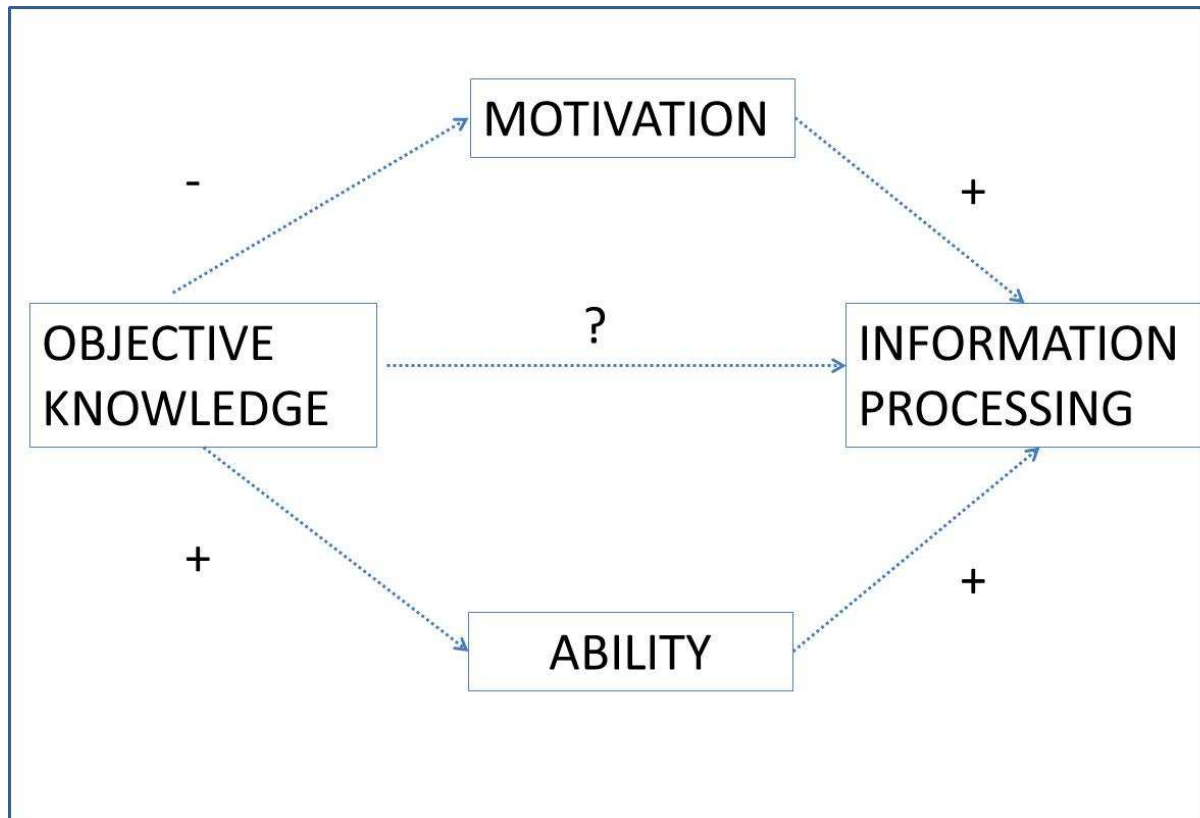 MOTIVATION
-
+
?
OBJECTIVE
KNOWLEDGE
INFORMATION
PROCESSING
+
+
ABILITY